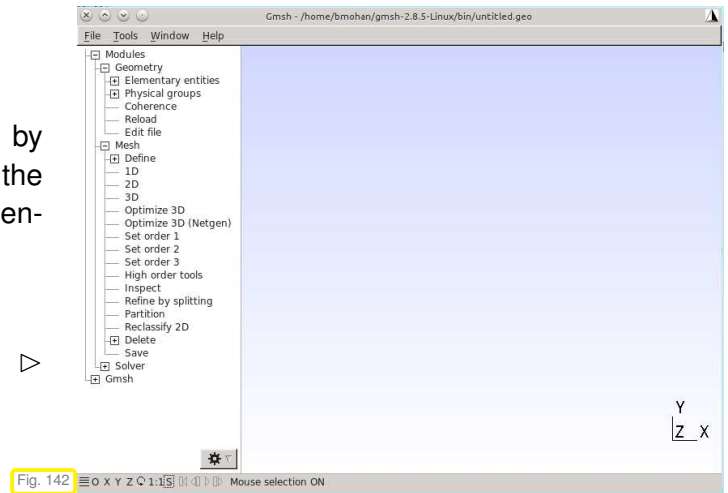 Gmsh - /home/bmohan/gmsh-2.8.5-Linux/bin/untitled.geo
File Tools Window Help
Modules
Geometry
Elementary entities
Physical groups
Coherence
Reload
Edit file
Mesh
Define
1D
2D
3D
Optimize 3D
Optimize 3D (Netgen)
Set order 1
Set order 2
Set order 3
High order tools
Inspect
Refine by splitting
Partition
Reclassify 2D
Delete
Save
Solver
Gmsh
by
the
en-
Y
Z X
Fig. 142
O X Y Z 1:1 S Mouse selection ON